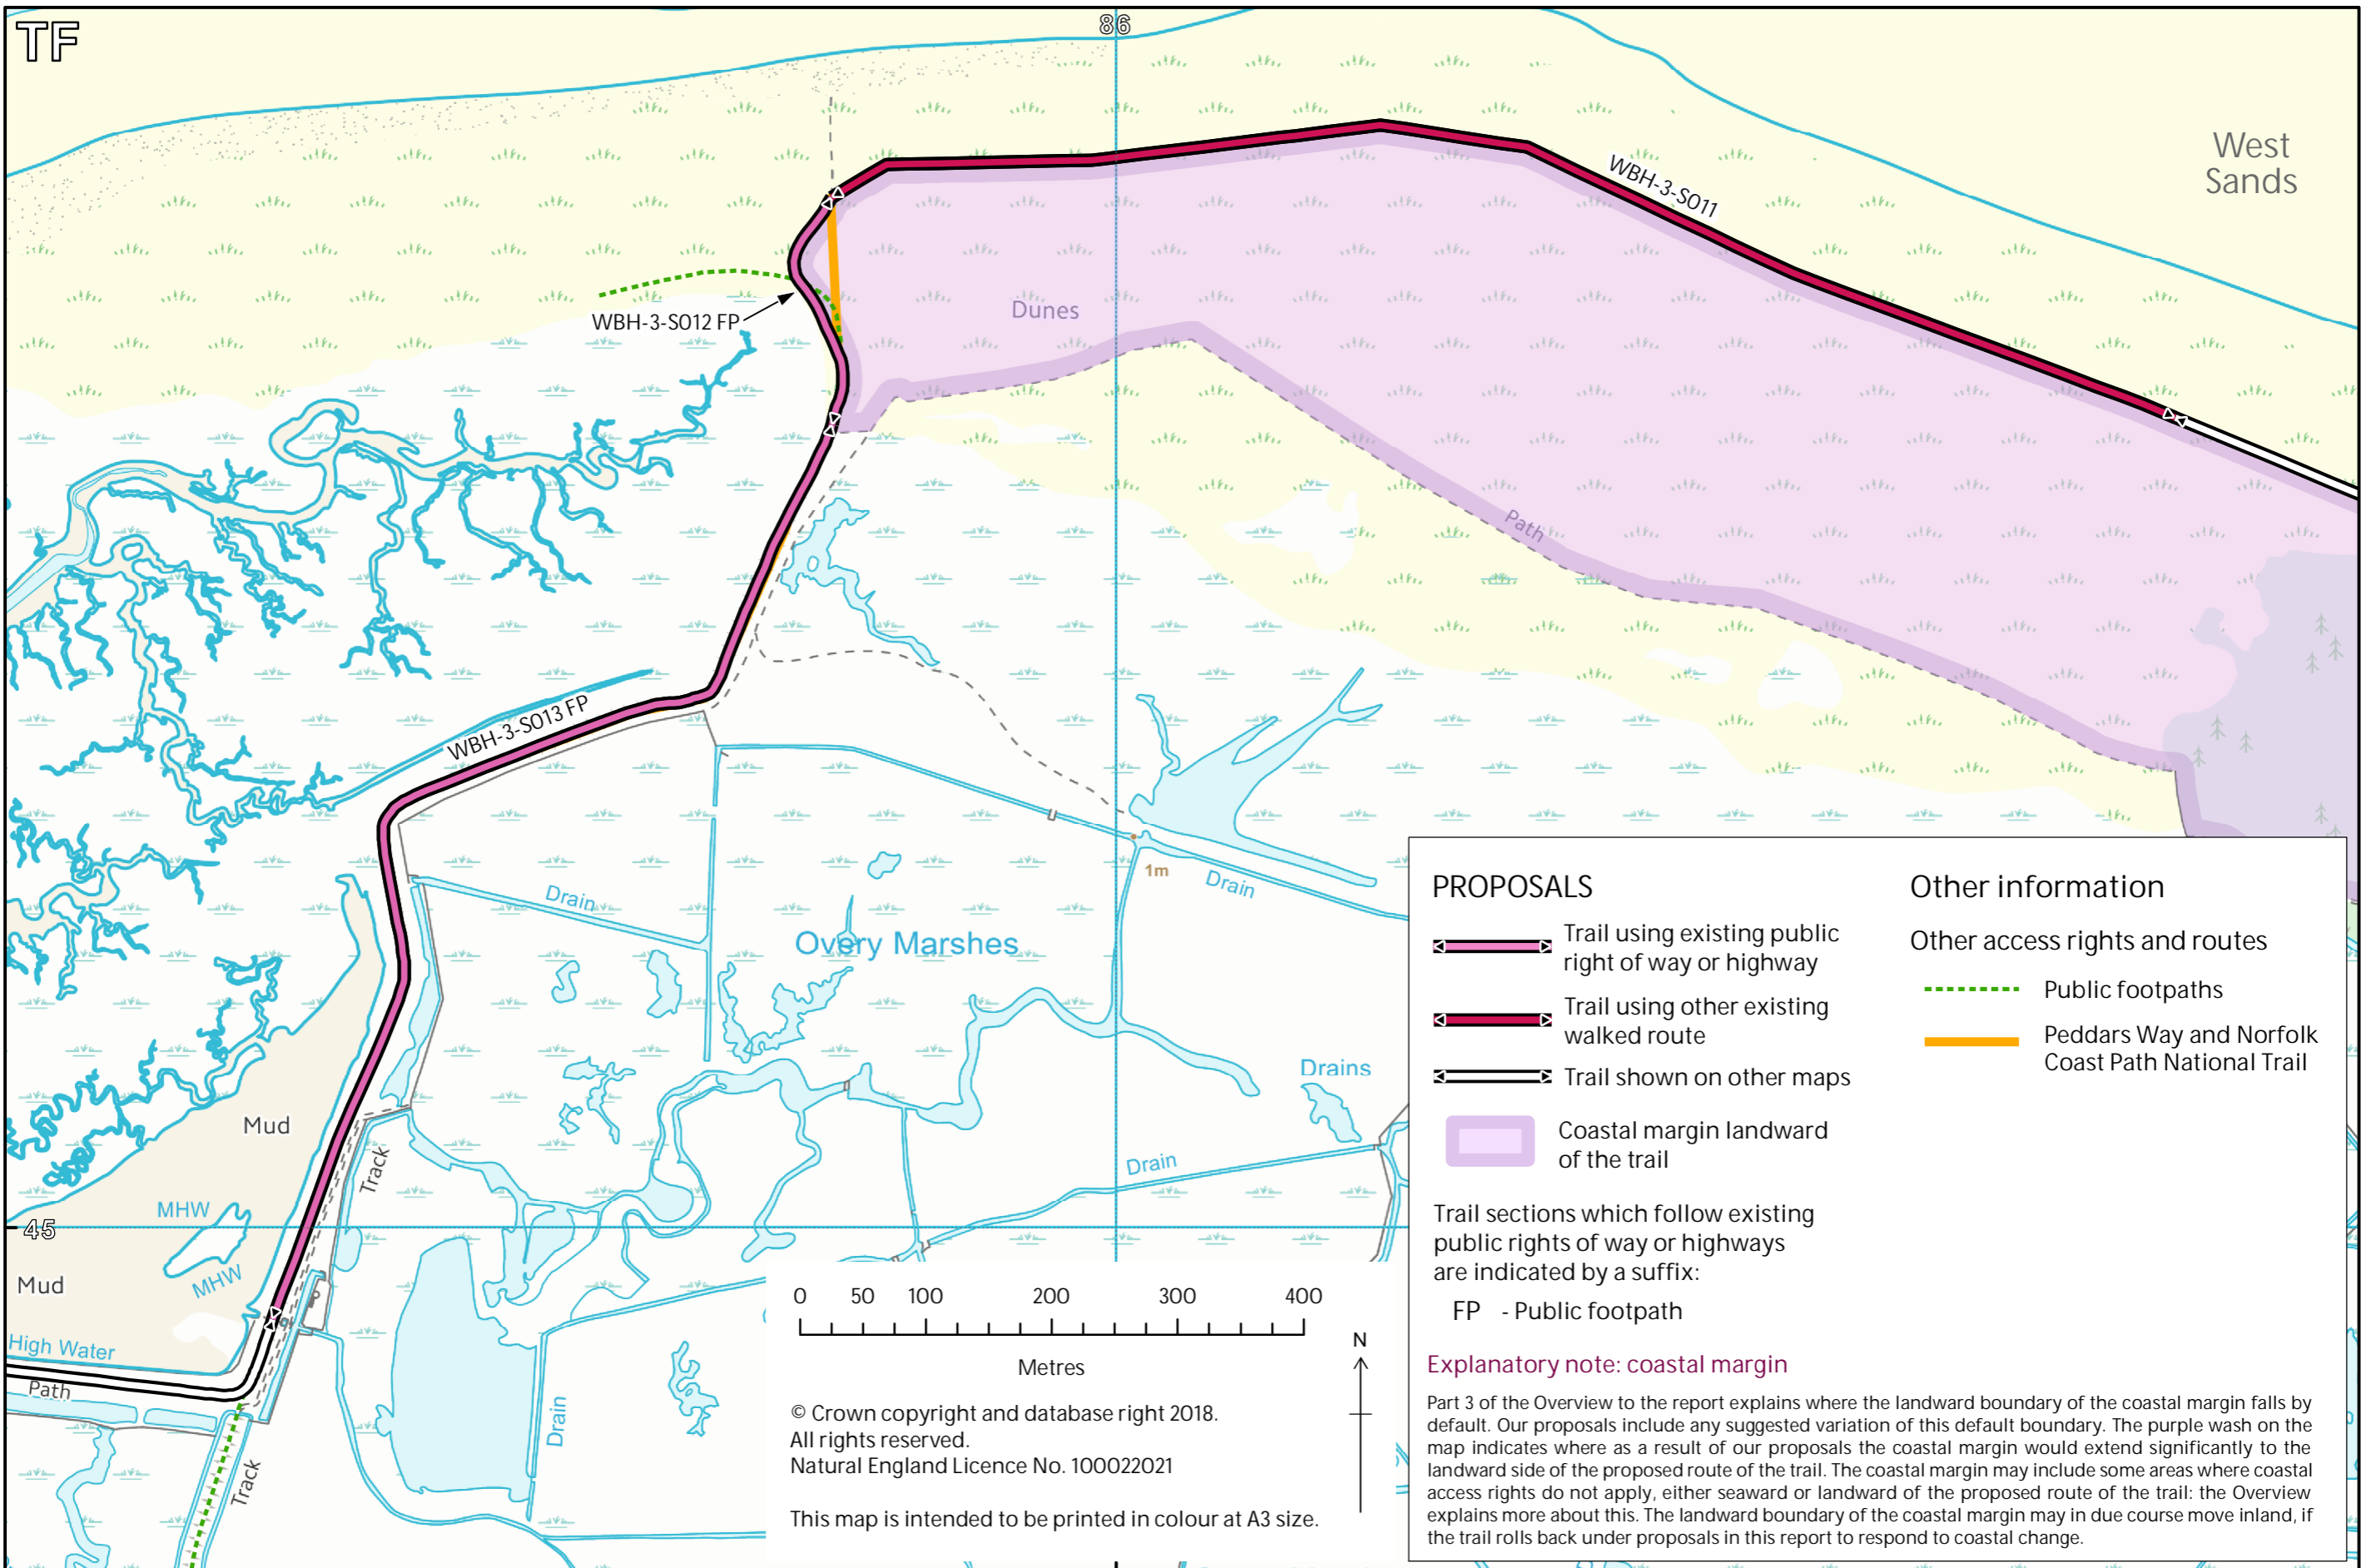 TF
86
West
Sands
WBH-3-S011
Dunes
WBH-3-S012 FP
Path
WBH-3-S013 FP
Drain
Overy Marshes
1m
Drain
Drains
Mud
Track
Drain
MHW
45
MHW
Mud
High Water
Path
Drain
Track
0 50 100 200 300 400
Metres
N
© Crown copyright and database right 2018.
All rights reserved.
Natural England Licence No. 100022021
This map is intended to be printed in colour at A3 size.
PROPOSALS
Trail using existing public
right of way or highway
Trail using other existing
walked route
Trail shown on other maps
Coastal margin landward
of the trail
Trail sections which follow existing
public rights of way or highways
are indicated by a suffix:
FP - Public footpath
Other information
Other access rights and routes
Public footpaths
Peddars Way and Norfolk
Coast Path National Trail
Explanatory note: coastal margin
Part 3 of the Overview to the report explains where the landward boundary of the coastal margin falls by
default. Our proposals include any suggested variation of this default boundary. The purple wash on the
map indicates where as a result of our proposals the coastal margin would extend significantly to the
landward side of the proposed route of the trail. The coastal margin may include some areas where coastal
access rights do not apply, either seaward or landward of the proposed route of the trail: the Overview
explains more about this. The landward boundary of the coastal margin may in due course move inland, if
the trail rolls back under proposals in this report to respond to coastal change.